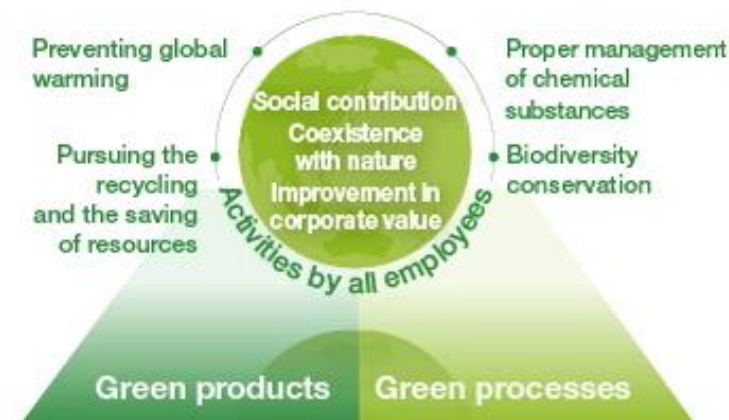 Preventing global
warming
Proper management
of chemical
substances
Social contribution
Coexistence
with nature
Improvement in
corporate value
Pursuing the
recycling
and the saving
of resources
Biodiversity
conservation
Activities by all employees
Green products
Green processes